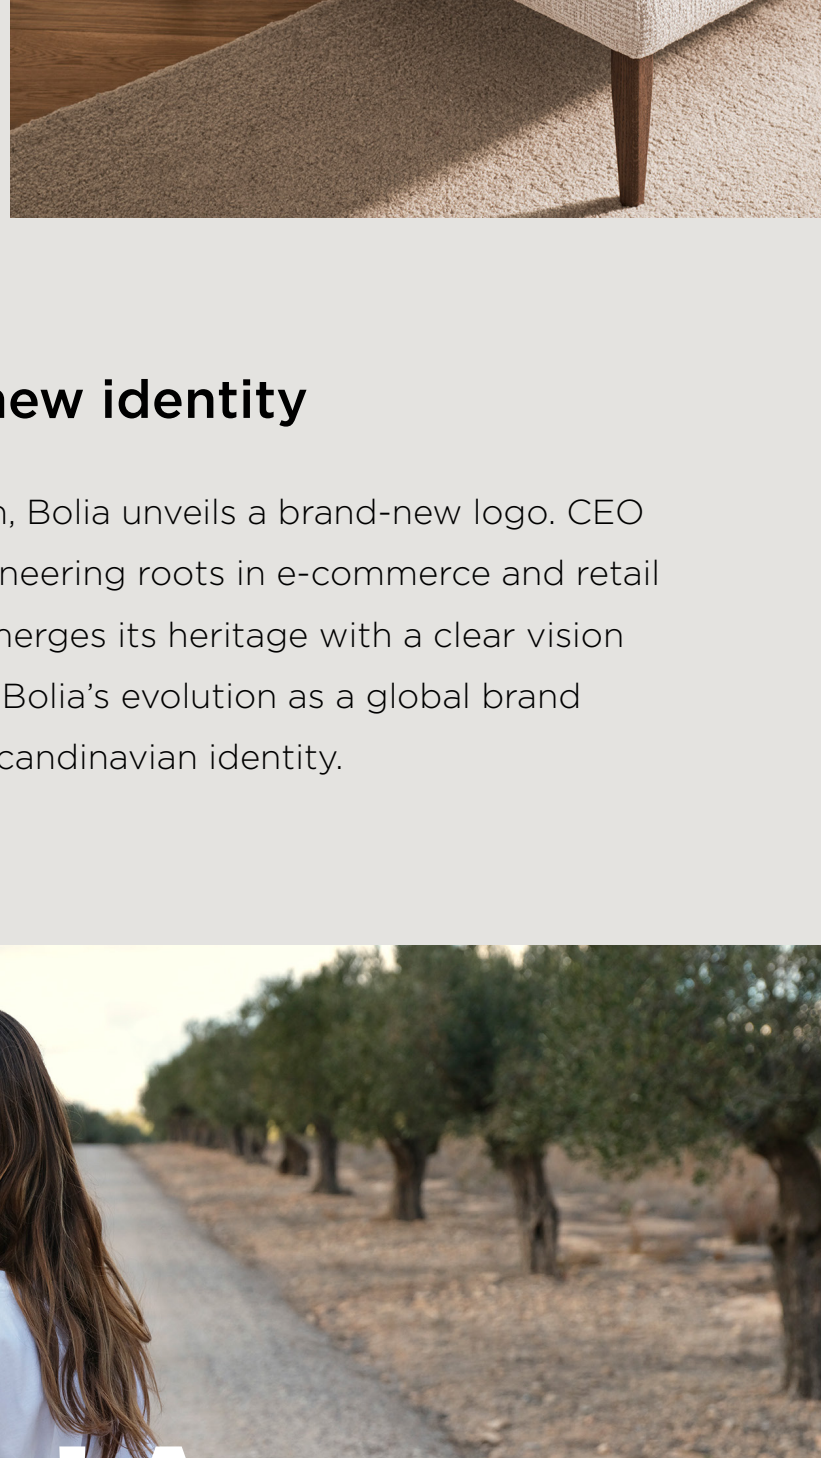 new identity
, Bolia unveils a brand-new logo. CEO
neering roots in e-commerce and retail
merges its heritage with a clear vision
Bolia’s evolution as a global brand
candinavian identity.